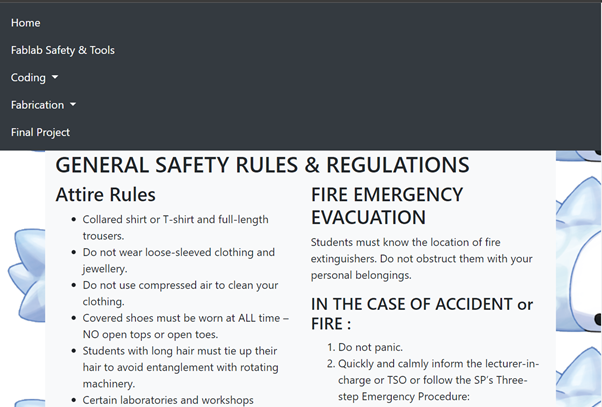 Home
Fablab Safety & Tools
Coding
Fabrication
Final Project
GENERAL SAFETY RULES & REGULATIONS
Attire Rules
Collared shirt or T-shirt and full-length
trousers.
Do not wear loose-sleeved clothing and
jewellery.
Do not use compressed air to clean your
clothing.
Covered shoes must be worn at ALL time –
NO open tops or open toes.
Students with long hair must tie up their
hair to avoid entanglement with rotating
machinery.
Certain laboratories and workshops
FIRE EMERGENCY
EVACUATION
Students must know the location of fire
extinguishers. Do not obstruct them with your
personal belongings.
IN THE CASE OF ACCIDENT or
FIRE :
1. Do not panic.
2. Quickly and calmly inform the lecturer-in-
charge or TSO or follow the SP's Three-
step Emergency Procedure: